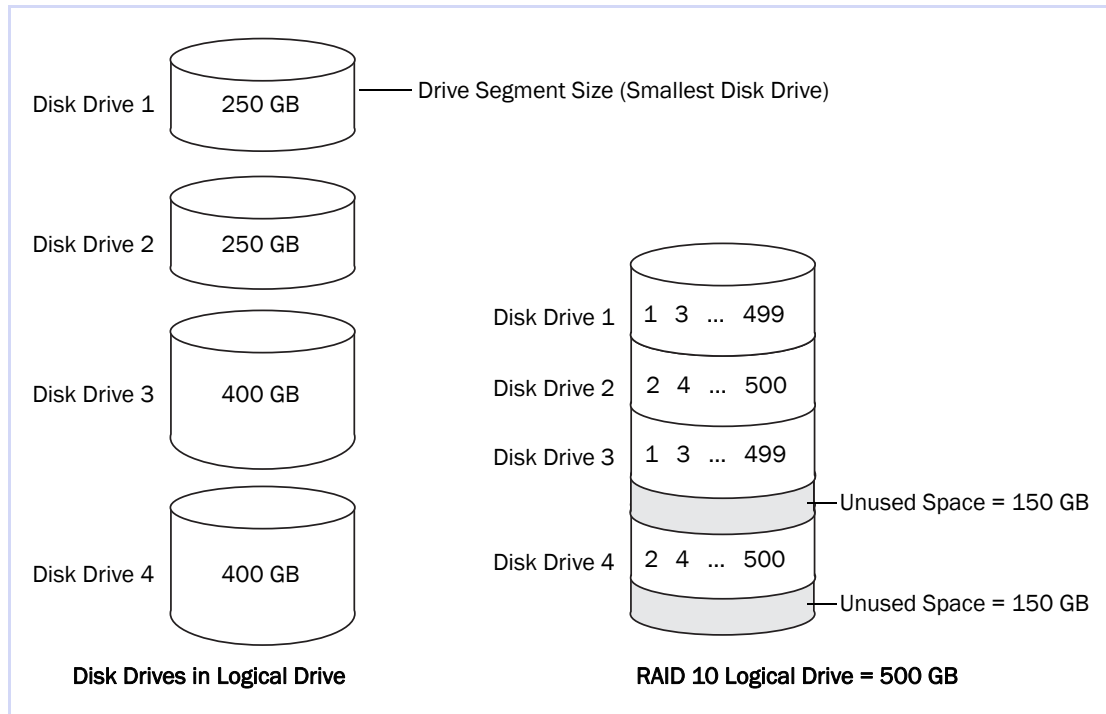 Disk Drive 1
250 GB
Drive Segment Size (Smallest Disk Drive)
Disk Drive 2
250 GB
Disk Drive 3
400 GB
Disk Drive 4
400 GB
Disk Drives in Logical Drive
Disk Drive 1
1 3 ... 499
Disk Drive 2
2 4 ... 500
Disk Drive 3
1 3 ... 499
Unused Space = 150 GB
Disk Drive 4
2 4 ... 500
Unused Space = 150 GB
RAID 10 Logical Drive = 500 GB